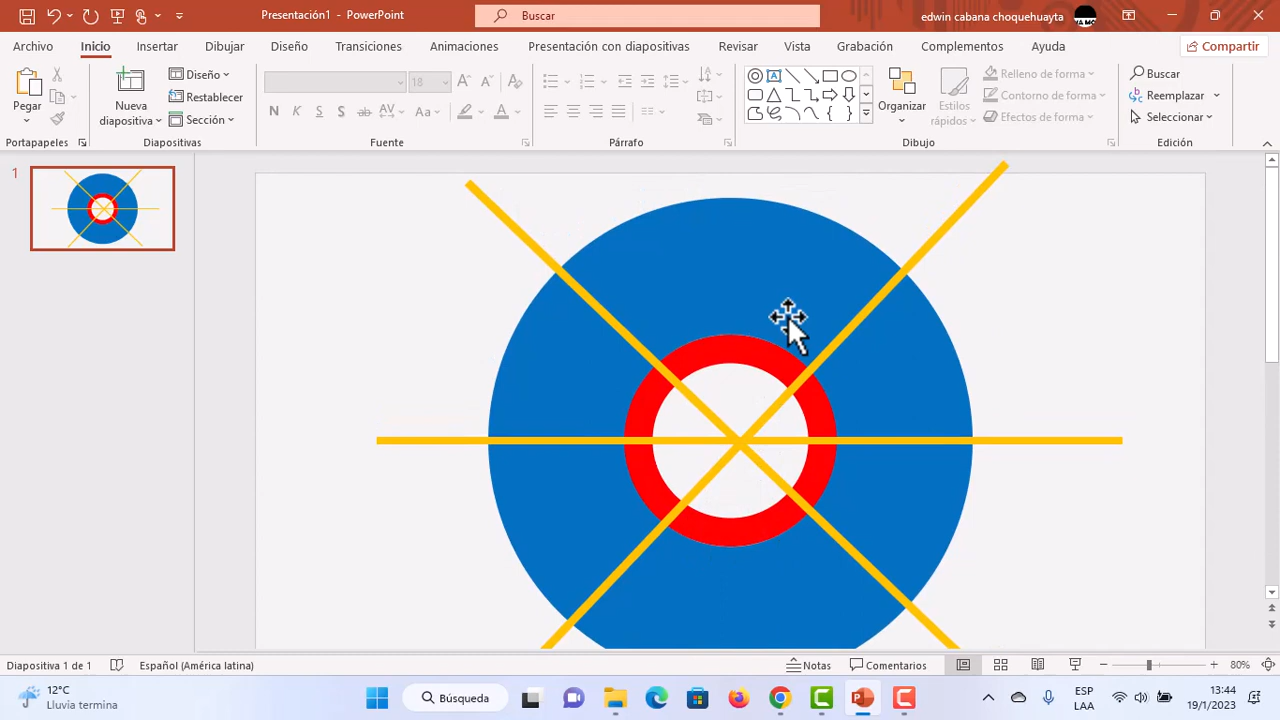 Presentación1 - PowerPoint
Buscar
edwin cabana choquehuayta
Archivo Inicio Insertar Dibujar Diseño Transiciones Animaciones Presentación con diapositivas Revisar Vista Grabación Complementos Ayuda Compartir
Pegar
Nueva
diapositiva
Diseño
Restablecer
Sección
18
N K S ab AV Aa A
Organizar
Estilos
rápidos
Relleno de forma
Contorno de forma
Efectos de forma
Buscar
Reemplazar
Seleccionar
Portapapeles Diapositivas Fuente Párrafo Dibujo Edición
1
Diapositiva 1 de 1 Español (América latina) Notas Comentarios 80%
12°C
Lluvia termina
Búsqueda
ESP
LAA
13:44
19/1/2023